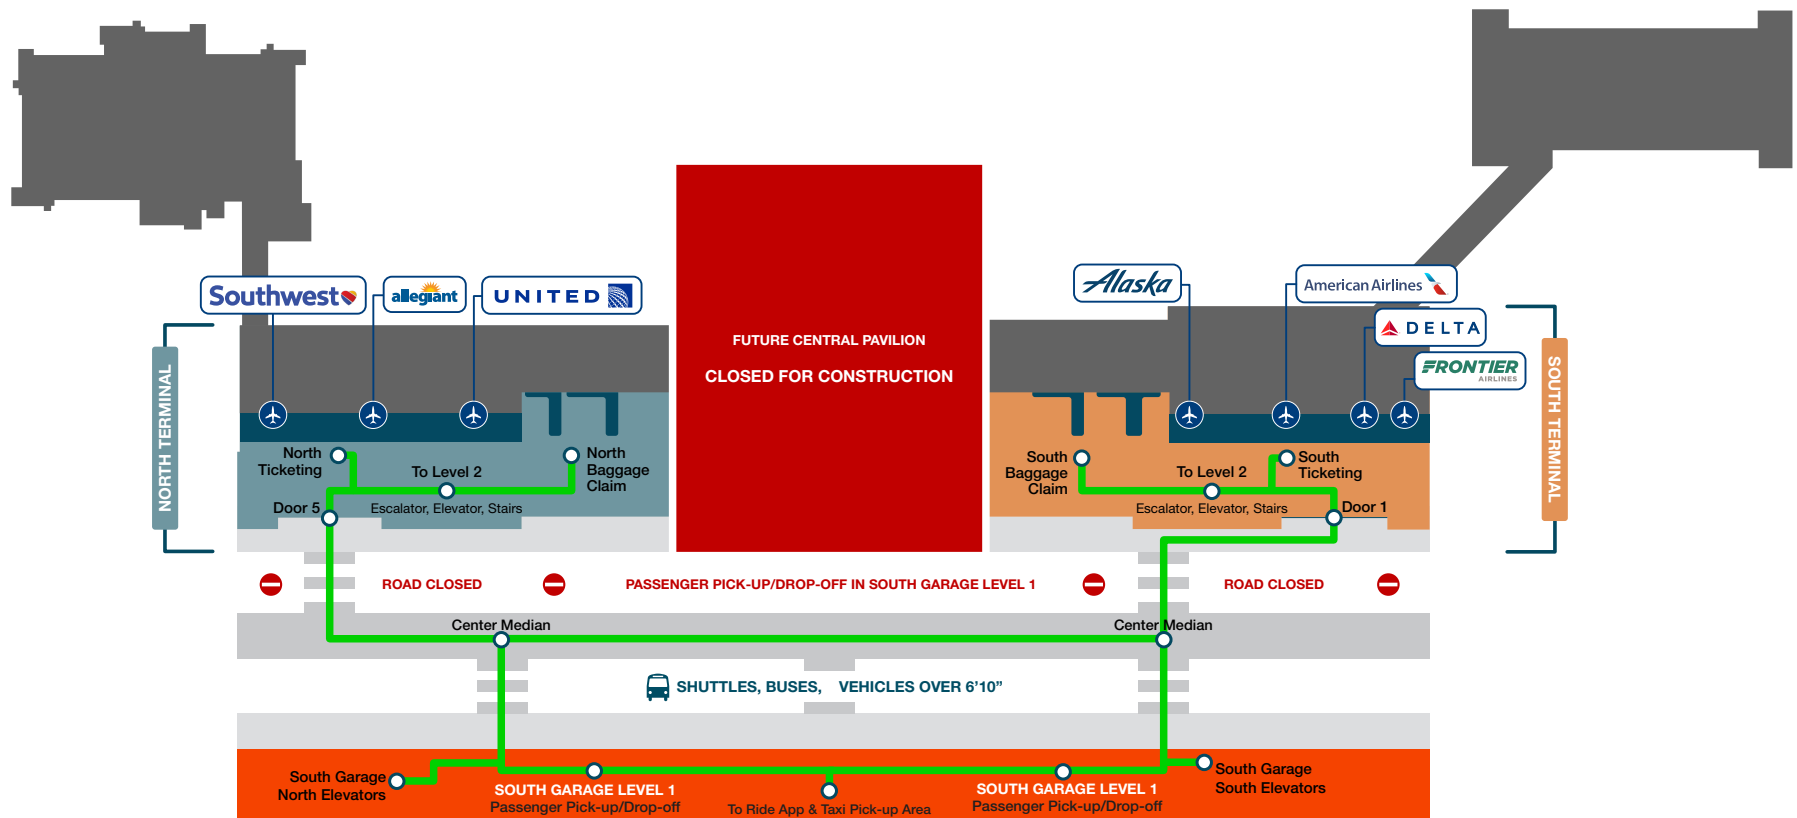 Southwest
allegiant
UNITED
Alaska
American Airlines
DELTA
FRONTIER
AIRLINES
NORTH TERMINAL
SOUTH TERMINAL
FUTURE CENTRAL PAVILION
CLOSED FOR CONSTRUCTION
North
Ticketing
To Level 2
North
Baggage
Claim
Door 5
Escalator, Elevator, Stairs
South
Baggage
Claim
To Level 2
South
Ticketing
Escalator, Elevator, Stairs
Door 1
ROAD CLOSED
PASSENGER PICK-UP/DROP-OFF IN SOUTH GARAGE LEVEL 1
ROAD CLOSED
Center Median
Center Median
SHUTTLES, BUSES, VEHICLES OVER 6’10”
South Garage
North Elevators
SOUTH GARAGE LEVEL 1
Passenger Pick-up/Drop-off
To Ride App & Taxi Pick-up Area
SOUTH GARAGE LEVEL 1
Passenger Pick-up/Drop-off
South Garage
South Elevators